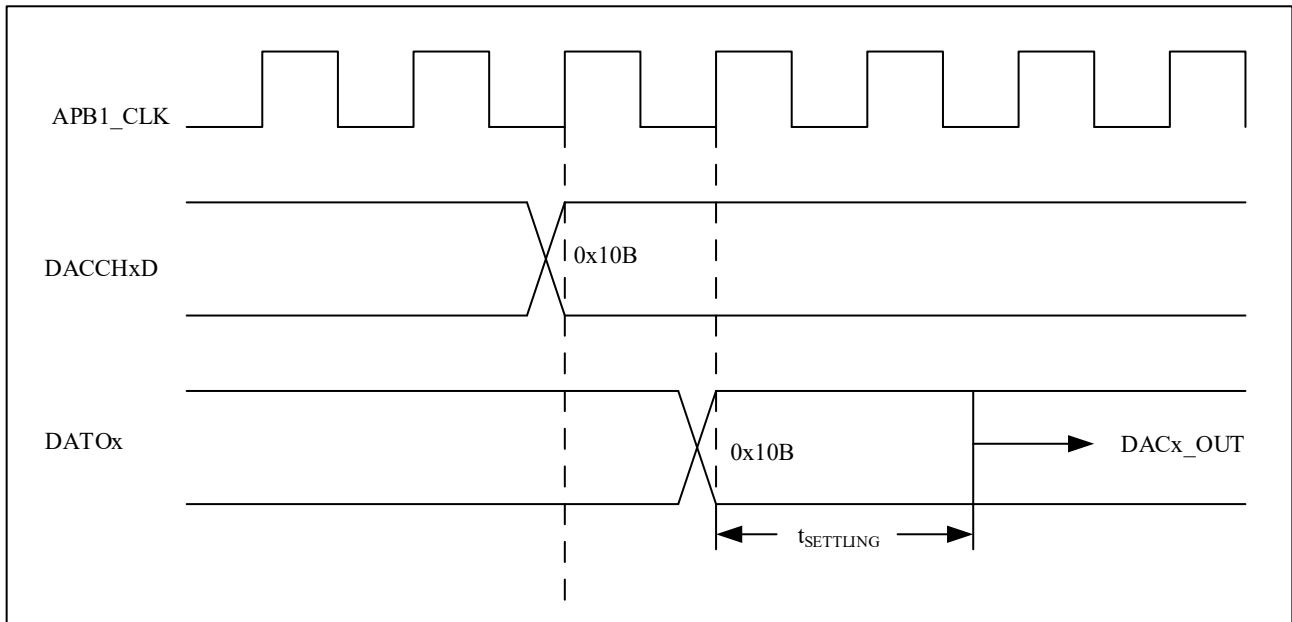 APB1_CLK
DACCHxD
0x10B
DATOx
0x10B
DACx_OUT
tSETTLING